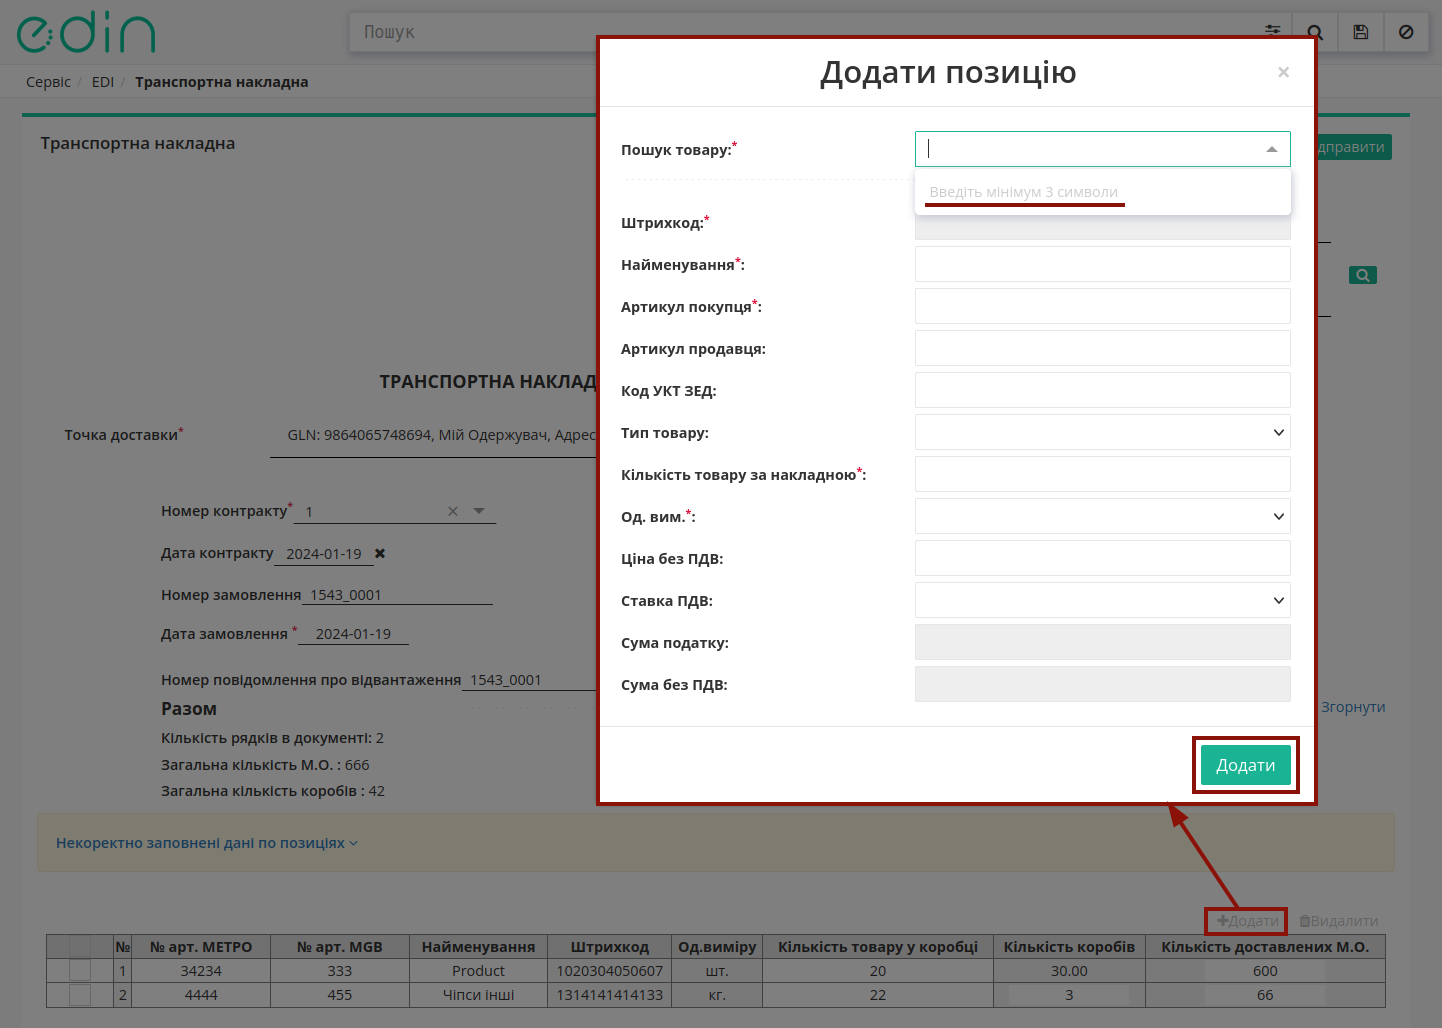 edin
Пошук
Сервіс / EDI / Транспортна накладна
Транспортна накладна
дправити
ТРАНСПОРТНА НАКЛАД
Точка доставки* GLN: 9864065748694, Мій Одержувач, Адрес
Номер контракту* 1
Дата контракту 2024-01-19
Номер замовлення 1543_0001
Дата замовлення * 2024-01-19
Номер повідомлення про відвантаження 1543_0001
Разом
Згорнути
Кількість рядків в документі: 2
Загальна кількість М.О. : 666
Загальна кількість коробів : 42
Додати позицію
×
Пошук товару:*
Введіть мінімум 3 символи
Штрихкод:*
Найменування*:
Артикул покупця*:
Артикул продавця:
Код УКТ ЗЕД:
Тип товару:
Кількість товару за накладною*:
Од. вим.*:
Ціна без ПДВ:
Ставка ПДВ:
Сума податку:
Сума без ПДВ:
Додати
Некоректно заповнені дані по позиціях
Додати Видалити
№ № арт. МЕТРО № арт. MGB Найменування Штрихкод Од.виміру Кількість товару у коробці Кількість коробів Кількість доставлених М.О.
1 34234 333 Product 1020304050607 шт. 20 30.00 600
2 4444 455 Чіпси інші 1314141414133 кг. 22 3 66